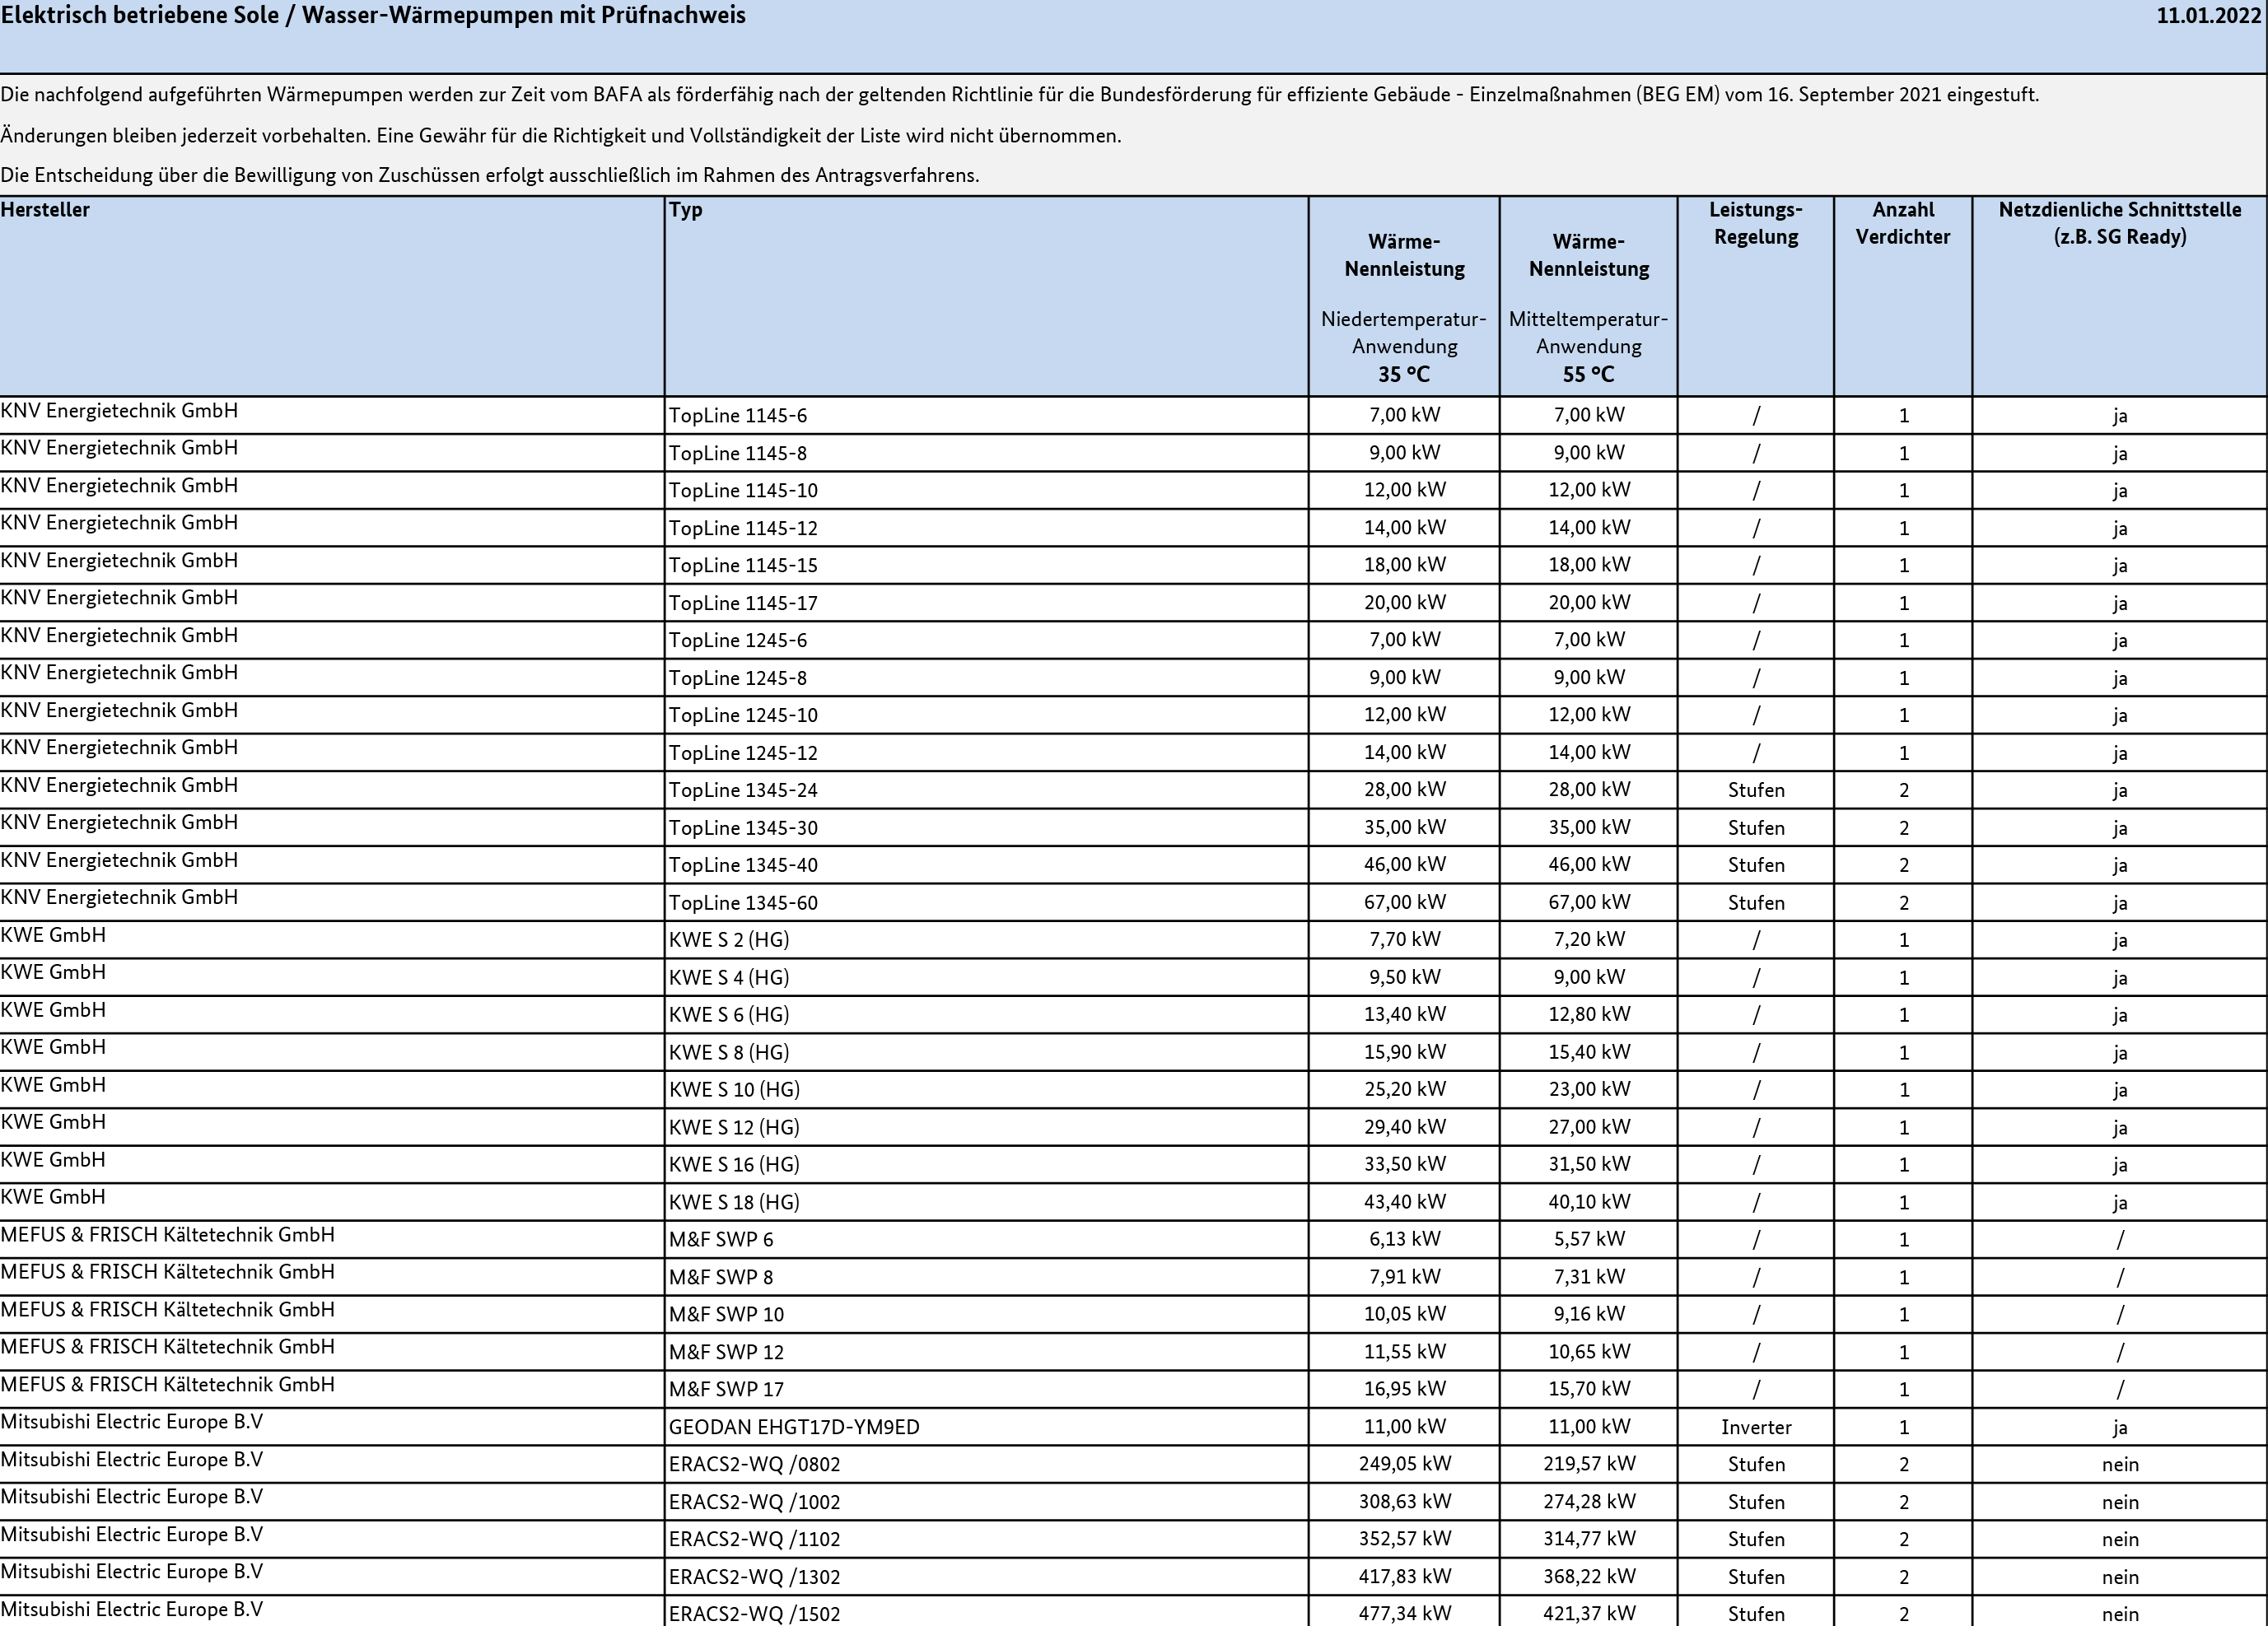 Elektrisch betriebene Sole / Wasser-Wärmepumpen mit Prüfnachweis 11.01.2022
Die nachfolgend aufgeführten Wärmepumpen werden zur Zeit vom BAFA als förderfähig nach der geltenden Richtlinie für die Bundesförderung für effiziente Gebäude - Einzelmaßnahmen (BEG EM) vom 16. September 2021 eingestuft.
Änderungen bleiben jederzeit vorbehalten. Eine Gewähr für die Richtigkeit und Vollständigkeit der Liste wird nicht übernommen.
Die Entscheidung über die Bewilligung von Zuschüssen erfolgt ausschließlich im Rahmen des Antragsverfahrens.
Hersteller Typ Leistungs- Anzahl Netzdienliche Schnittstelle
Regelung Verdichter (z.B. SG Ready)
Wärme- Wärme-
Nennleistung Nennleistung
Niedertemperatur- Mitteltemperatur-
Anwendung Anwendung
35 °C 55 °C
KNV Energietechnik GmbH TopLine 1145-6 7,00 kW 7,00 kW / 1 ja
KNV Energietechnik GmbH TopLine 1145-8 9,00 kW 9,00 kW / 1 ja
KNV Energietechnik GmbH TopLine 1145-10 12,00 kW 12,00 kW / 1 ja
KNV Energietechnik GmbH TopLine 1145-12 14,00 kW 14,00 kW / 1 ja
KNV Energietechnik GmbH TopLine 1145-15 18,00 kW 18,00 kW / 1 ja
KNV Energietechnik GmbH TopLine 1145-17 20,00 kW 20,00 kW / 1 ja
KNV Energietechnik GmbH TopLine 1245-6 7,00 kW 7,00 kW / 1 ja
KNV Energietechnik GmbH TopLine 1245-8 9,00 kW 9,00 kW / 1 ja
KNV Energietechnik GmbH TopLine 1245-10 12,00 kW 12,00 kW / 1 ja
KNV Energietechnik GmbH TopLine 1245-12 14,00 kW 14,00 kW / 1 ja
KNV Energietechnik GmbH TopLine 1345-24 28,00 kW 28,00 kW Stufen 2 ja
KNV Energietechnik GmbH TopLine 1345-30 35,00 kW 35,00 kW Stufen 2 ja
KNV Energietechnik GmbH TopLine 1345-40 46,00 kW 46,00 kW Stufen 2 ja
KNV Energietechnik GmbH TopLine 1345-60 67,00 kW 67,00 kW Stufen 2 ja
KWE GmbH KWE S 2 (HG) 7,70 kW 7,20 kW / 1 ja
KWE GmbH KWE S 4 (HG) 9,50 kW 9,00 kW / 1 ja
KWE GmbH KWE S 6 (HG) 13,40 kW 12,80 kW / 1 ja
KWE GmbH KWE S 8 (HG) 15,90 kW 15,40 kW / 1 ja
KWE GmbH KWE S 10 (HG) 25,20 kW 23,00 kW / 1 ja
KWE GmbH KWE S 12 (HG) 29,40 kW 27,00 kW / 1 ja
KWE GmbH KWE S 16 (HG) 33,50 kW 31,50 kW / 1 ja
KWE GmbH KWE S 18 (HG) 43,40 kW 40,10 kW / 1 ja
MEFUS & FRISCH Kältetechnik GmbH M&F SWP 6 6,13 kW 5,57 kW / 1 /
MEFUS & FRISCH Kältetechnik GmbH M&F SWP 8 7,91 kW 7,31 kW / 1 /
MEFUS & FRISCH Kältetechnik GmbH M&F SWP 10 10,05 kW 9,16 kW / 1 /
MEFUS & FRISCH Kältetechnik GmbH M&F SWP 12 11,55 kW 10,65 kW / 1 /
MEFUS & FRISCH Kältetechnik GmbH M&F SWP 17 16,95 kW 15,70 kW / 1 /
Mitsubishi Electric Europe B.V GEODAN EHGT17D-YM9ED 11,00 kW 11,00 kW Inverter 1 ja
Mitsubishi Electric Europe B.V ERACS2-WQ /0802 249,05 kW 219,57 kW Stufen 2 nein
Mitsubishi Electric Europe B.V ERACS2-WQ /1002 308,63 kW 274,28 kW Stufen 2 nein
Mitsubishi Electric Europe B.V ERACS2-WQ /1102 352,57 kW 314,77 kW Stufen 2 nein
Mitsubishi Electric Europe B.V ERACS2-WQ /1302 417,83 kW 368,22 kW Stufen 2 nein
Mitsubishi Electric Europe B.V ERACS2-WQ /1502 477,34 kW 421,37 kW Stufen 2 nein